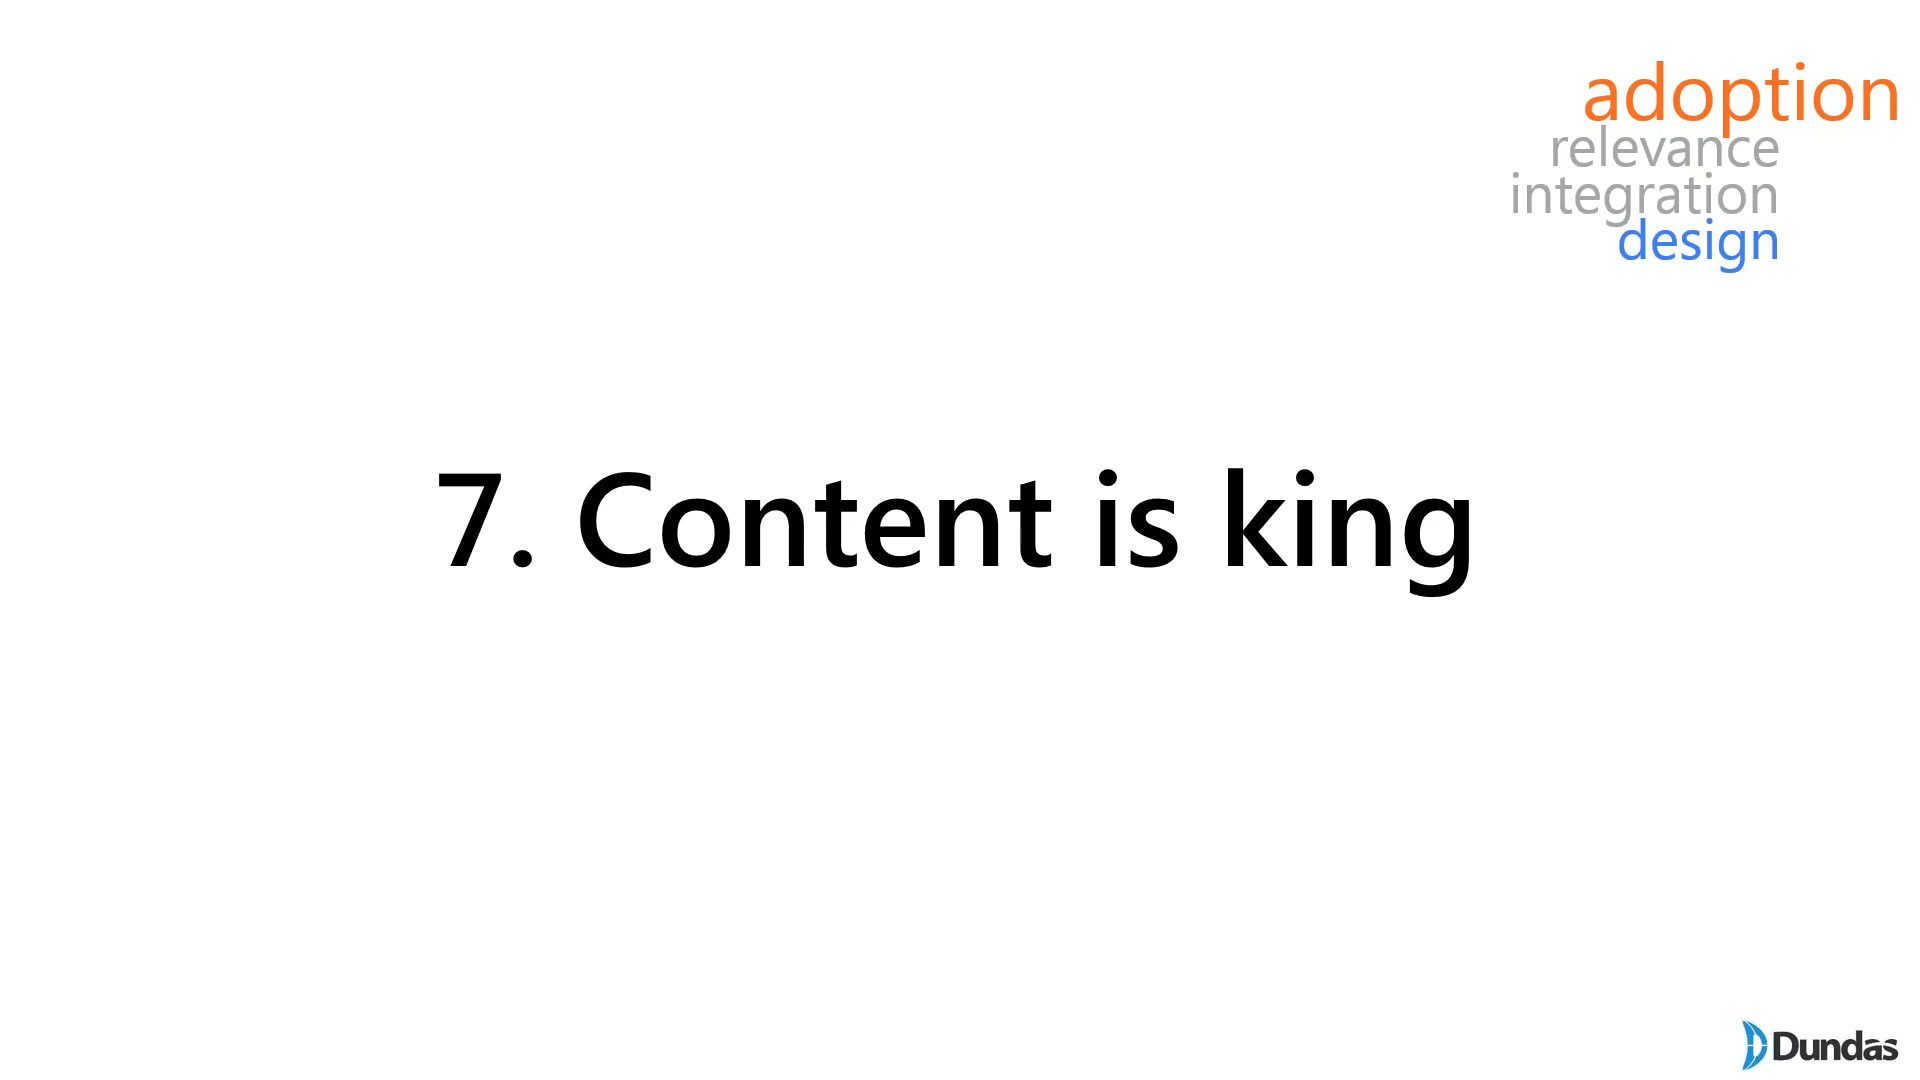 adoption
relevance
integration
design
7. Content is king
Dundas